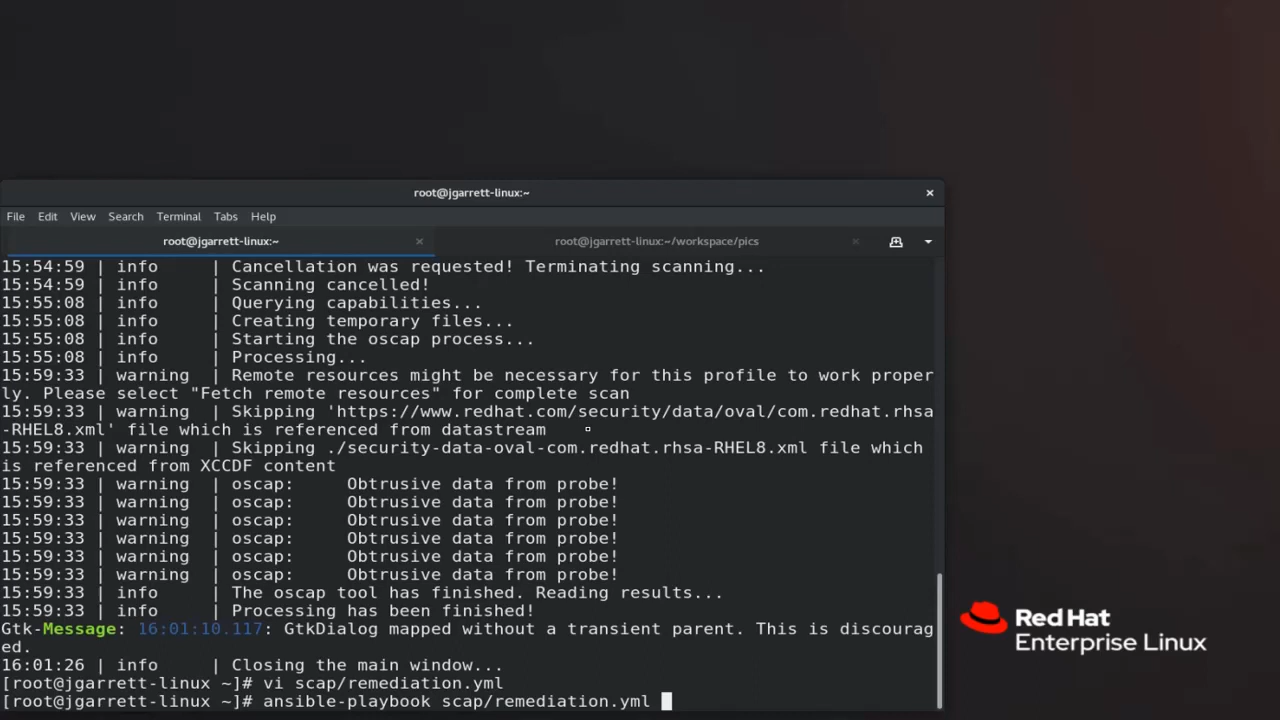 root@jgarrett-linux:~
File Edit View Search Terminal Tabs Help
root@jgarrett-linux:~ root@jgarrett-linux:~/workspace/pics
15:54:59 | info | Cancellation was requested! Terminating scanning...
15:54:59 | info | Scanning cancelled!
15:55:08 | info | Querying capabilities...
15:55:08 | info | Creating temporary files...
15:55:08 | info | Starting the oscap process...
15:55:08 | info | Processing...
15:59:33 | warning | Remote resources might be necessary for this profile to work proper
ly. Please select "Fetch remote resources" for complete scan
15:59:33 | warning | Skipping 'https://www.redhat.com/security/data/oval/com.redhat.rhsa
-RHEL8.xml' file which is referenced from datastream
15:59:33 | warning | Skipping ./security-data-oval-com.redhat.rhsa-RHEL8.xml file which
is referenced from XCCDF content
15:59:33 | warning | oscap: Obtrusive data from probe!
15:59:33 | warning | oscap: Obtrusive data from probe!
15:59:33 | warning | oscap: Obtrusive data from probe!
15:59:33 | warning | oscap: Obtrusive data from probe!
15:59:33 | warning | oscap: Obtrusive data from probe!
15:59:33 | warning | oscap: Obtrusive data from probe!
15:59:33 | info | The oscap tool has finished. Reading results...
15:59:33 | info | Processing has been finished!
Gtk-Message: 16:01:10.117: GtkDialog mapped without a transient parent. This is discourag
ed.
16:01:26 | info | Closing the main window...
[root@jgarrett-linux ~]# vi scap/remediation.yml
[root@jgarrett-linux ~]# ansible-playbook scap/remediation.yml
Red Hat
Enterprise Linux